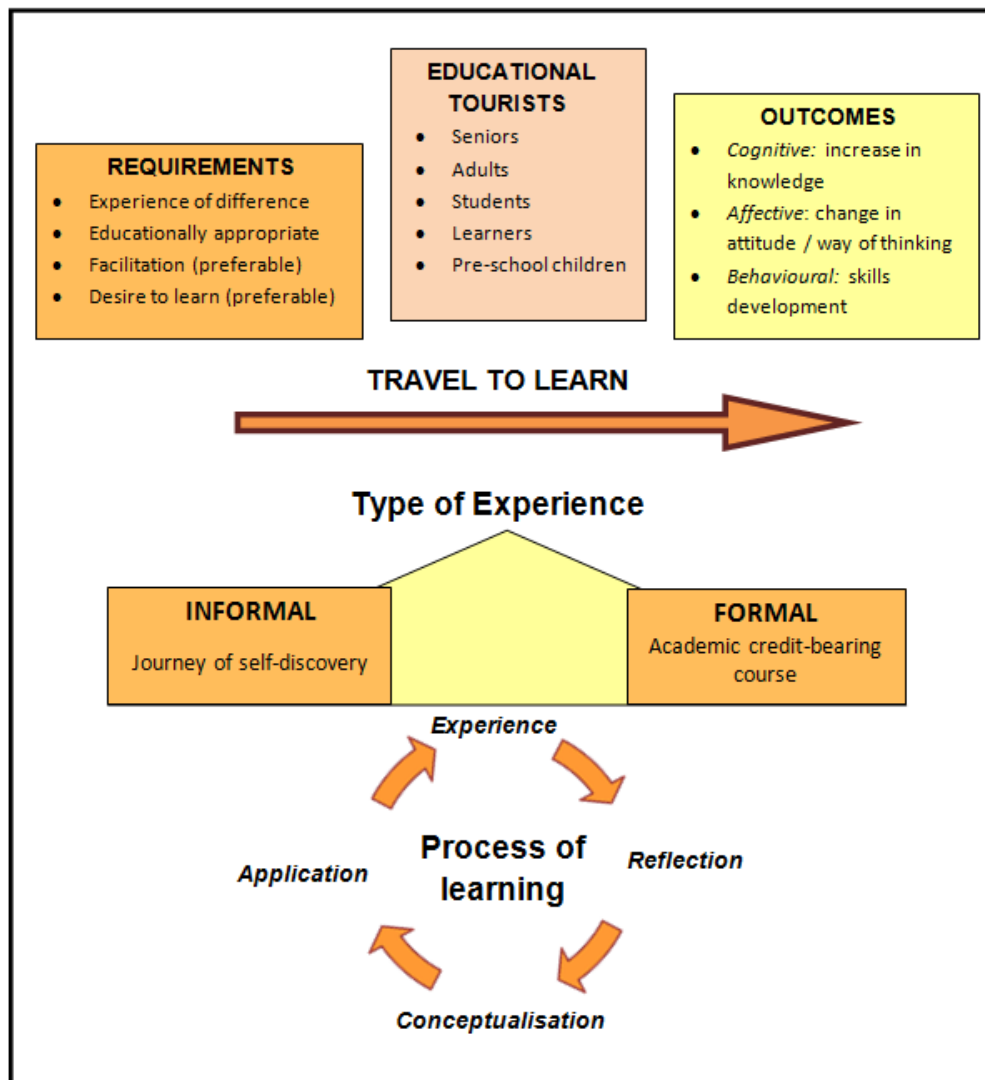 REQUIREMENTS
• Experience of difference
• Educationally appropriate
• Facilitation (preferable)
• Desire to learn (preferable)
EDUCATIONAL
TOURISTS
• Seniors
• Adults
• Students
• Learners
• Pre-school children
OUTCOMES
• Cognitive: increase in
knowledge
• Affective: change in
attitude / way of thinking
• Behavioural: skills
development
TRAVEL TO LEARN
Type of Experience
INFORMAL
Journey of self-discovery
FORMAL
Academic credit-bearing
course
Experience
Process of
learning
Reflection
Application
Conceptualisation